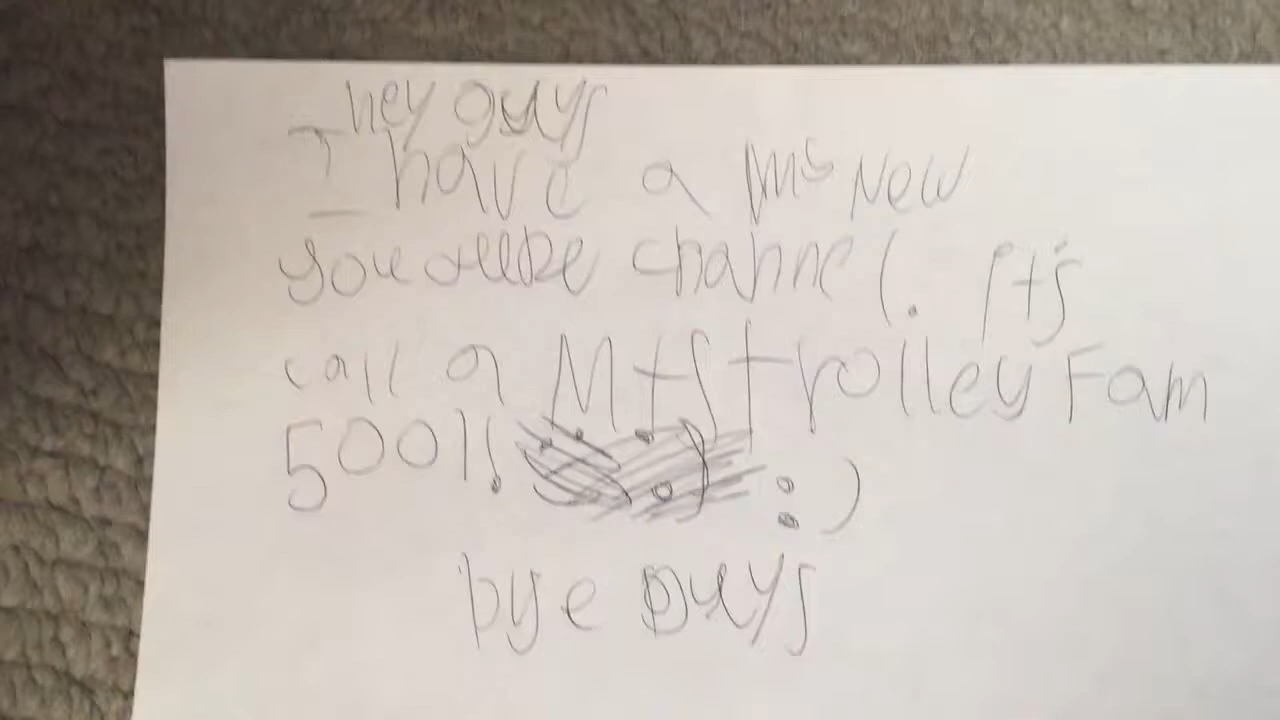 hey guys
I have a New
youtube channel. It's
call a Mtstrolley Fam
500!! :)
bye guys